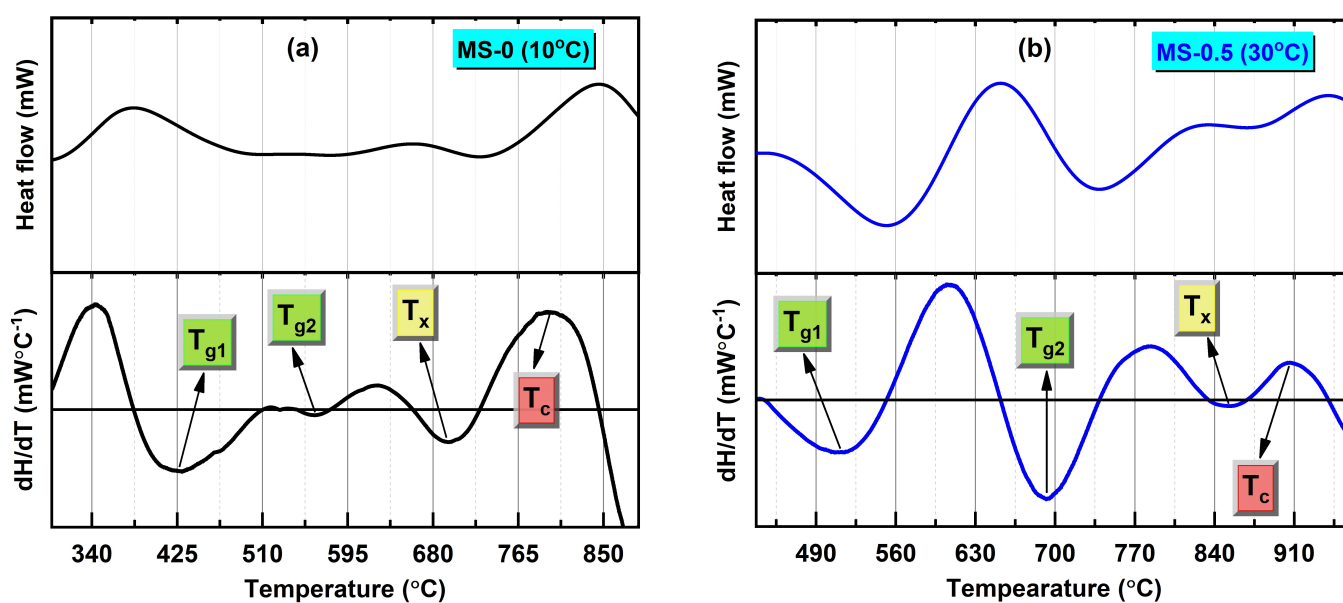 (a)
MS-0 (10°C)
Heat flow (mW)
dH/dT (mW°C⁻¹)
Tg1
Tg2
Tx
Tc
340 425 510 595 680 765 850
Temperature (°C)
(b)
MS-0.5 (30°C)
Heat flow (mW)
dH/dT (mW°C⁻¹)
Tg1
Tg2
Tx
Tc
490 560 630 700 770 840 910
Tempearature (°C)